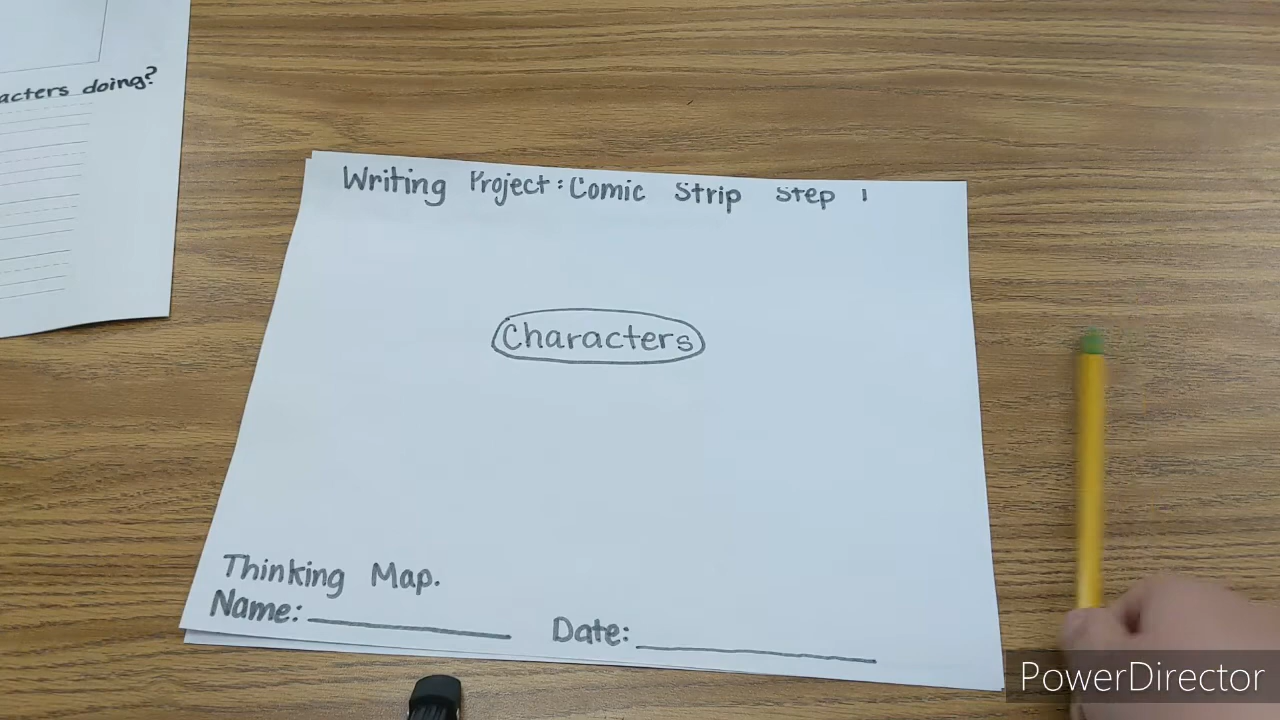 acters doing?
Writing Project: Comic Strip Step 1
Characters
Thinking Map.
Name:
Date:
PowerDirector